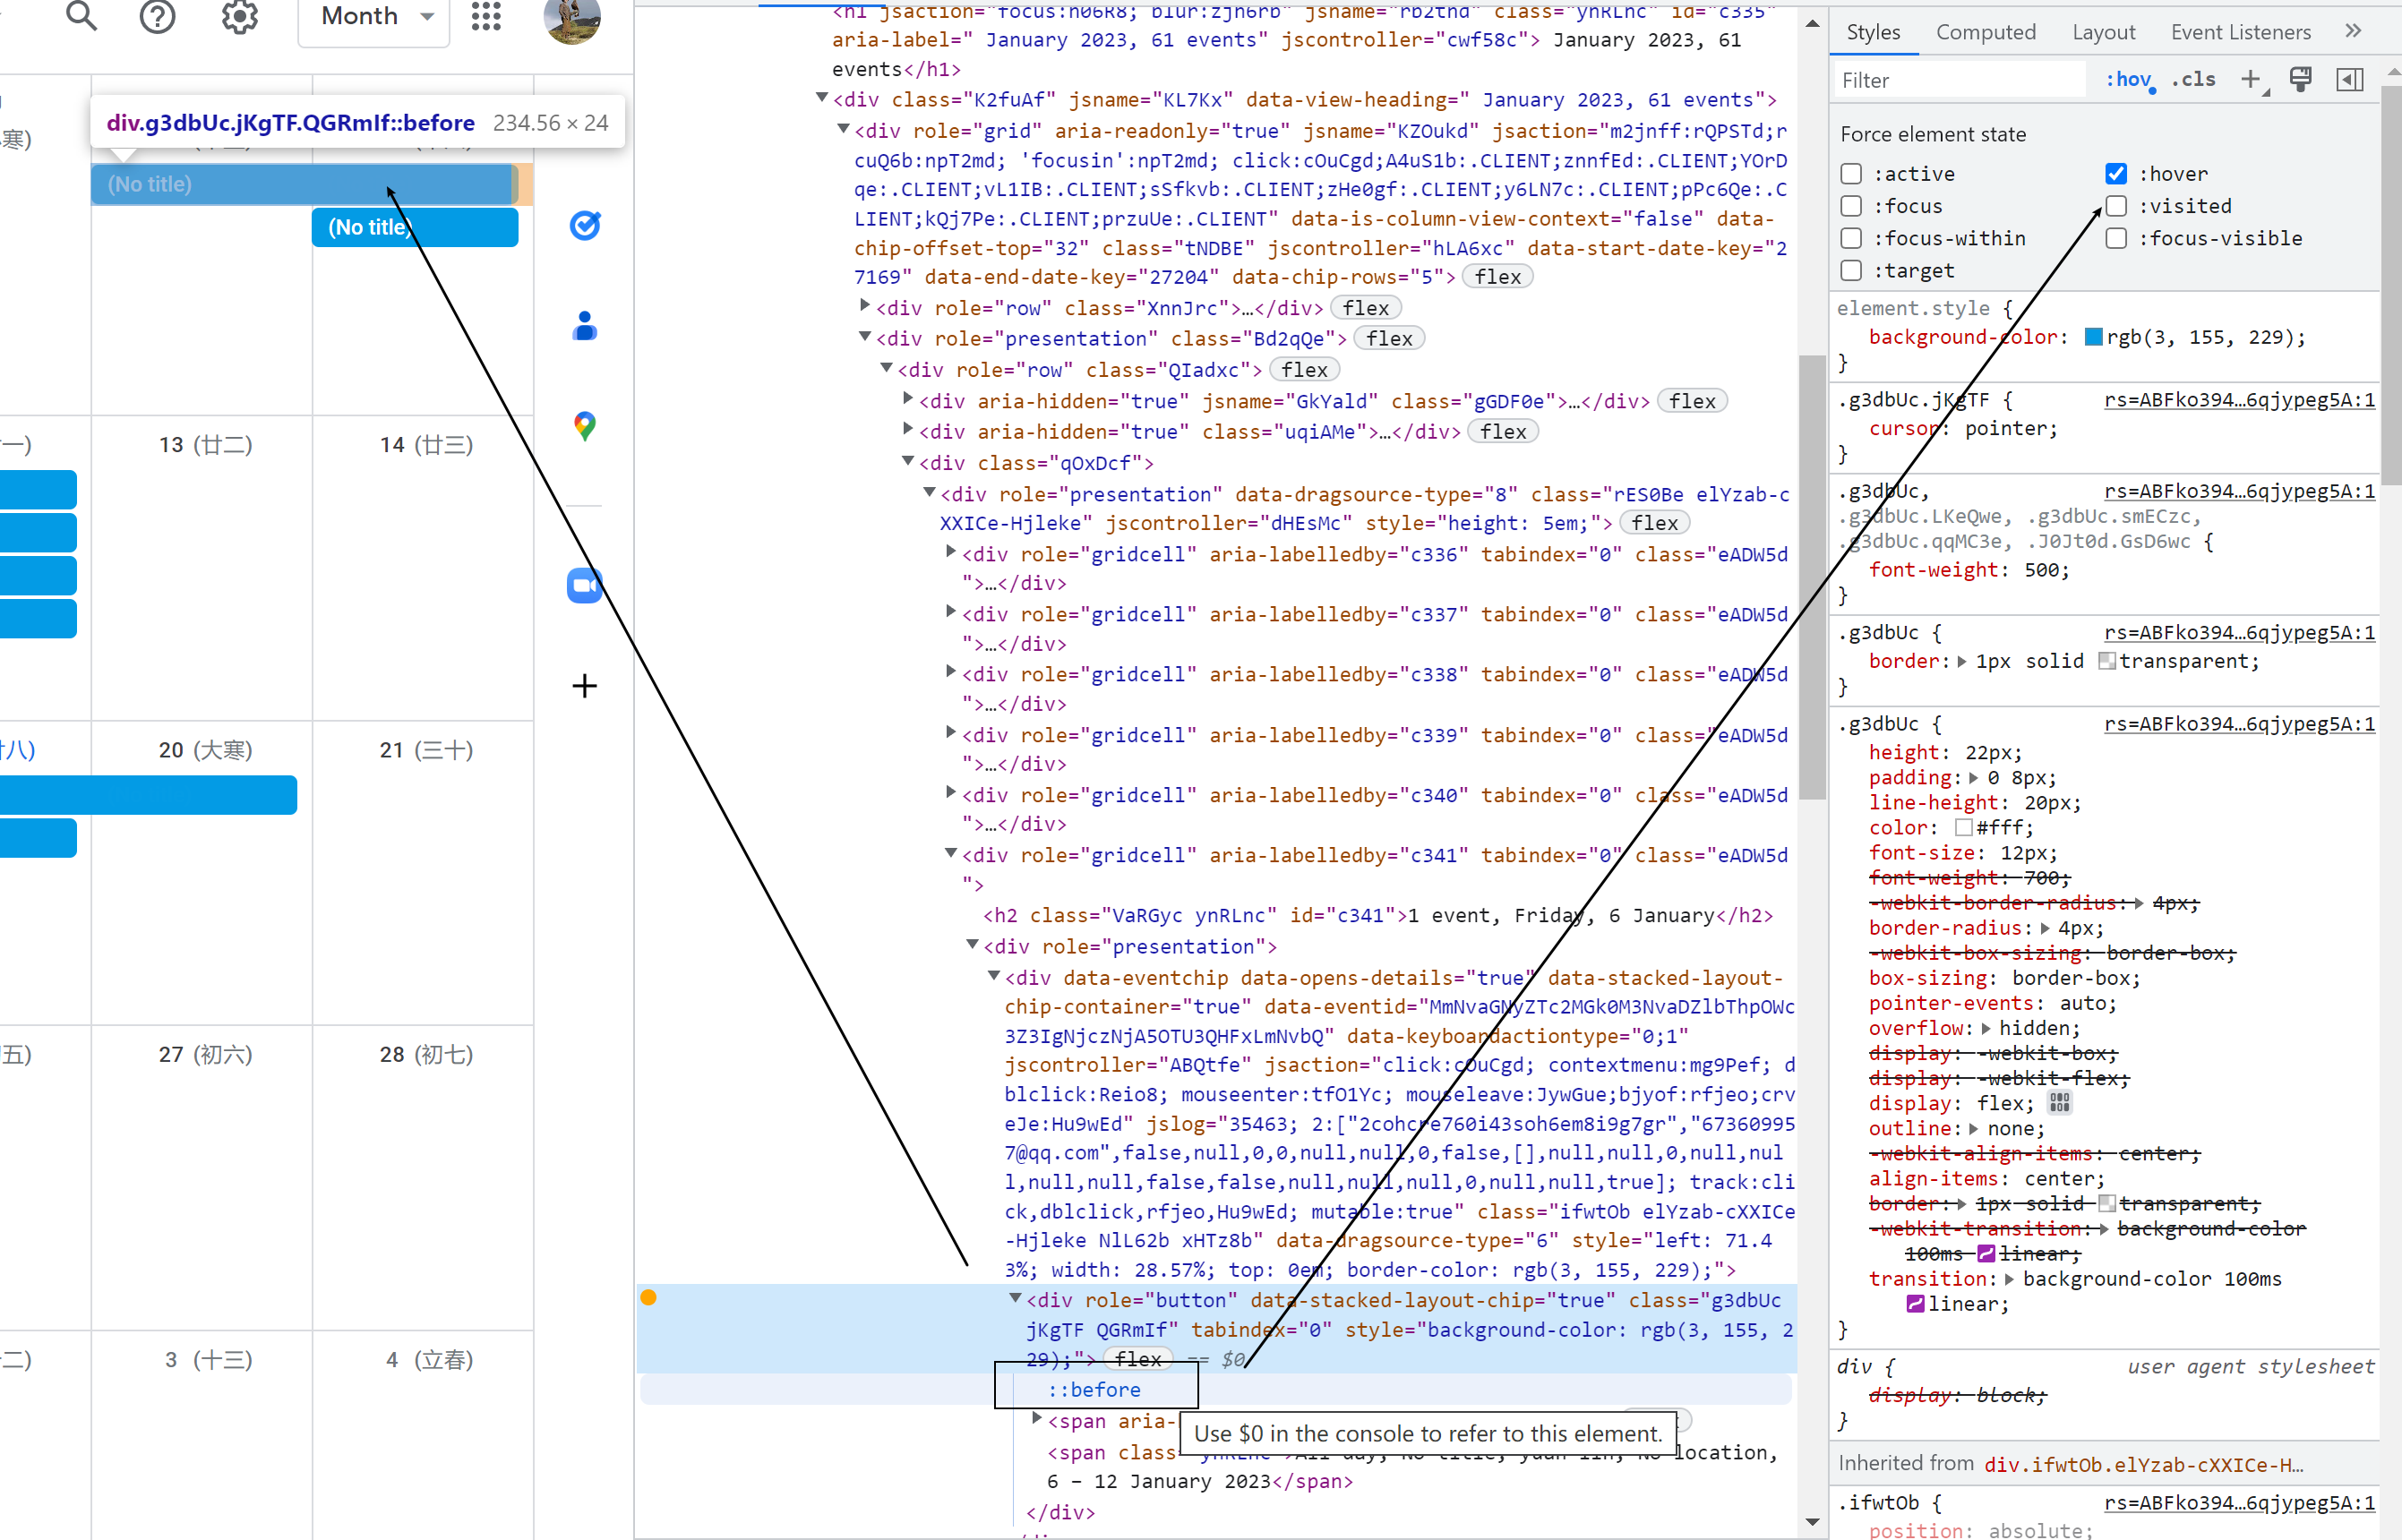 Month
寒)
div.g3dbUc.jKgTF.QGRmIf::before 234.56 × 24
(No title)
(No title)
一)
13 (廿二)
14 (廿三)
廿八)
20 (大寒)
21 (三十)
五)
27 (初六)
28 (初七)
二)
3 (十三)
4 (立春)
<h1 jsaction="focus:h06R8; blur:zjh6rb" jsname="rb2thd" class="ynRLnc" id="c335"
aria-label=" January 2023, 61 events" jscontroller="cwf58c"> January 2023, 61
events</h1>
<div class="K2fuAf" jsname="KL7Kx" data-view-heading=" January 2023, 61 events">
<div role="grid" aria-readonly="true" jsname="KZOukd" jsaction="m2jnff:rQPSTd;r
cuQ6b:npT2md; 'focusin':npT2md; click:cOuCgd;A4uS1b:.CLIENT;znnfEd:.CLIENT;YOrD
qe:.CLIENT;vL1IB:.CLIENT;sSfkvb:.CLIENT;zHe0gf:.CLIENT;y6LN7c:.CLIENT;pPc6Qe:.C
LIENT;kQj7Pe:.CLIENT;przuUe:.CLIENT" data-is-column-view-context="false" data-
chip-offset-top="32" class="tNDBE" jscontroller="hLA6xc" data-start-date-key="2
7169" data-end-date-key="27204" data-chip-rows="5"> flex
<div role="row" class="XnnJrc">…</div> flex
<div role="presentation" class="Bd2qQe"> flex
<div role="row" class="QIadxc"> flex
<div aria-hidden="true" jsname="GkYald" class="gGDF0e">…</div> flex
<div aria-hidden="true" class="uqiAMe">…</div> flex
<div class="qOxDcf">
<div role="presentation" data-dragsource-type="8" class="rES0Be elYzab-c
XXICe-Hjleke" jscontroller="dHEsMc" style="height: 5em;"> flex
<div role="gridcell" aria-labelledby="c336" tabindex="0" class="eADW5d
">…</div>
<div role="gridcell" aria-labelledby="c337" tabindex="0" class="eADW5d
">…</div>
<div role="gridcell" aria-labelledby="c338" tabindex="0" class="eADW5d
">…</div>
<div role="gridcell" aria-labelledby="c339" tabindex="0" class="eADW5d
">…</div>
<div role="gridcell" aria-labelledby="c340" tabindex="0" class="eADW5d
">…</div>
<div role="gridcell" aria-labelledby="c341" tabindex="0" class="eADW5d
">
<h2 class="VaRGyc ynRLnc" id="c341">1 event, Friday, 6 January</h2>
<div role="presentation">
<div data-eventchip data-opens-details="true" data-stacked-layout-
chip-container="true" data-eventid="MmNvaGNyZTc2MGk0M3NvaDZlbThpOWc
3Z3IgNjczNjA5OTU3QHFxLmNvbQ" data-keyboardactiontype="0;1"
jscontroller="ABQtfe" jsaction="click:cOuCgd; contextmenu:mg9Pef; d
blclick:Reio8; mouseenter:tfO1Yc; mouseleave:JywGue;bjyof:rfjeo;crv
eJe:Hu9wEd" jslog="35463; 2:["2cohcre760i43soh6em8i9g7gr","67360995
7@qq.com",false,null,0,0,null,null,0,false,[],null,null,0,null,nul
l,null,null,false,false,null,null,null,0,null,null,true]; track:cli
ck,dblclick,rfjeo,Hu9wEd; mutable:true" class="ifwtOb elYzab-cXXICe
-Hjleke NlL62b xHTz8b" data-dragsource-type="6" style="left: 71.4
3%; width: 28.57%; top: 0em; border-color: rgb(3, 155, 229);">
<div role="button" data-stacked-layout-chip="true" class="g3dbUc
jKgTF QGRmIf" tabindex="0" style="background-color: rgb(3, 155, 2
29);"> flex == $0
::before
<span aria-
Use $0 in the console to refer to this element.
<span class= location,
6 – 12 January 2023</span>
</div>
Styles Computed Layout Event Listeners »
Filter :hov .cls
Force element state
:active :hover
:focus :visited
:focus-within :focus-visible
:target
element.style {
background-color: rgb(3, 155, 229);
}
.g3dbUc.jKgTF { rs=ABFko394…6qjypeg5A:1
cursor: pointer;
}
.g3dbUc, rs=ABFko394…6qjypeg5A:1
.g3dbUc.LKeQwe, .g3dbUc.smECzc,
.g3dbUc.qqMC3e, .J0Jt0d.GsD6wc {
font-weight: 500;
}
.g3dbUc { rs=ABFko394…6qjypeg5A:1
border: 1px solid transparent;
}
.g3dbUc { rs=ABFko394…6qjypeg5A:1
height: 22px;
padding: 0 8px;
line-height: 20px;
color: #fff;
font-size: 12px;
font-weight: 700;
-webkit-border-radius: 4px;
border-radius: 4px;
-webkit-box-sizing: border-box;
box-sizing: border-box;
pointer-events: auto;
overflow: hidden;
display: -webkit-box;
display: -webkit-flex;
display: flex;
outline: none;
-webkit-align-items: center;
align-items: center;
border: 1px solid transparent;
-webkit-transition: background-color
100ms linear;
transition: background-color 100ms
linear;
}
div { user agent stylesheet
display: block;
}
Inherited from div.ifwtOb.elYzab-cXXICe-H…
.ifwtOb { rs=ABFko394…6qjypeg5A:1
position: absolute;